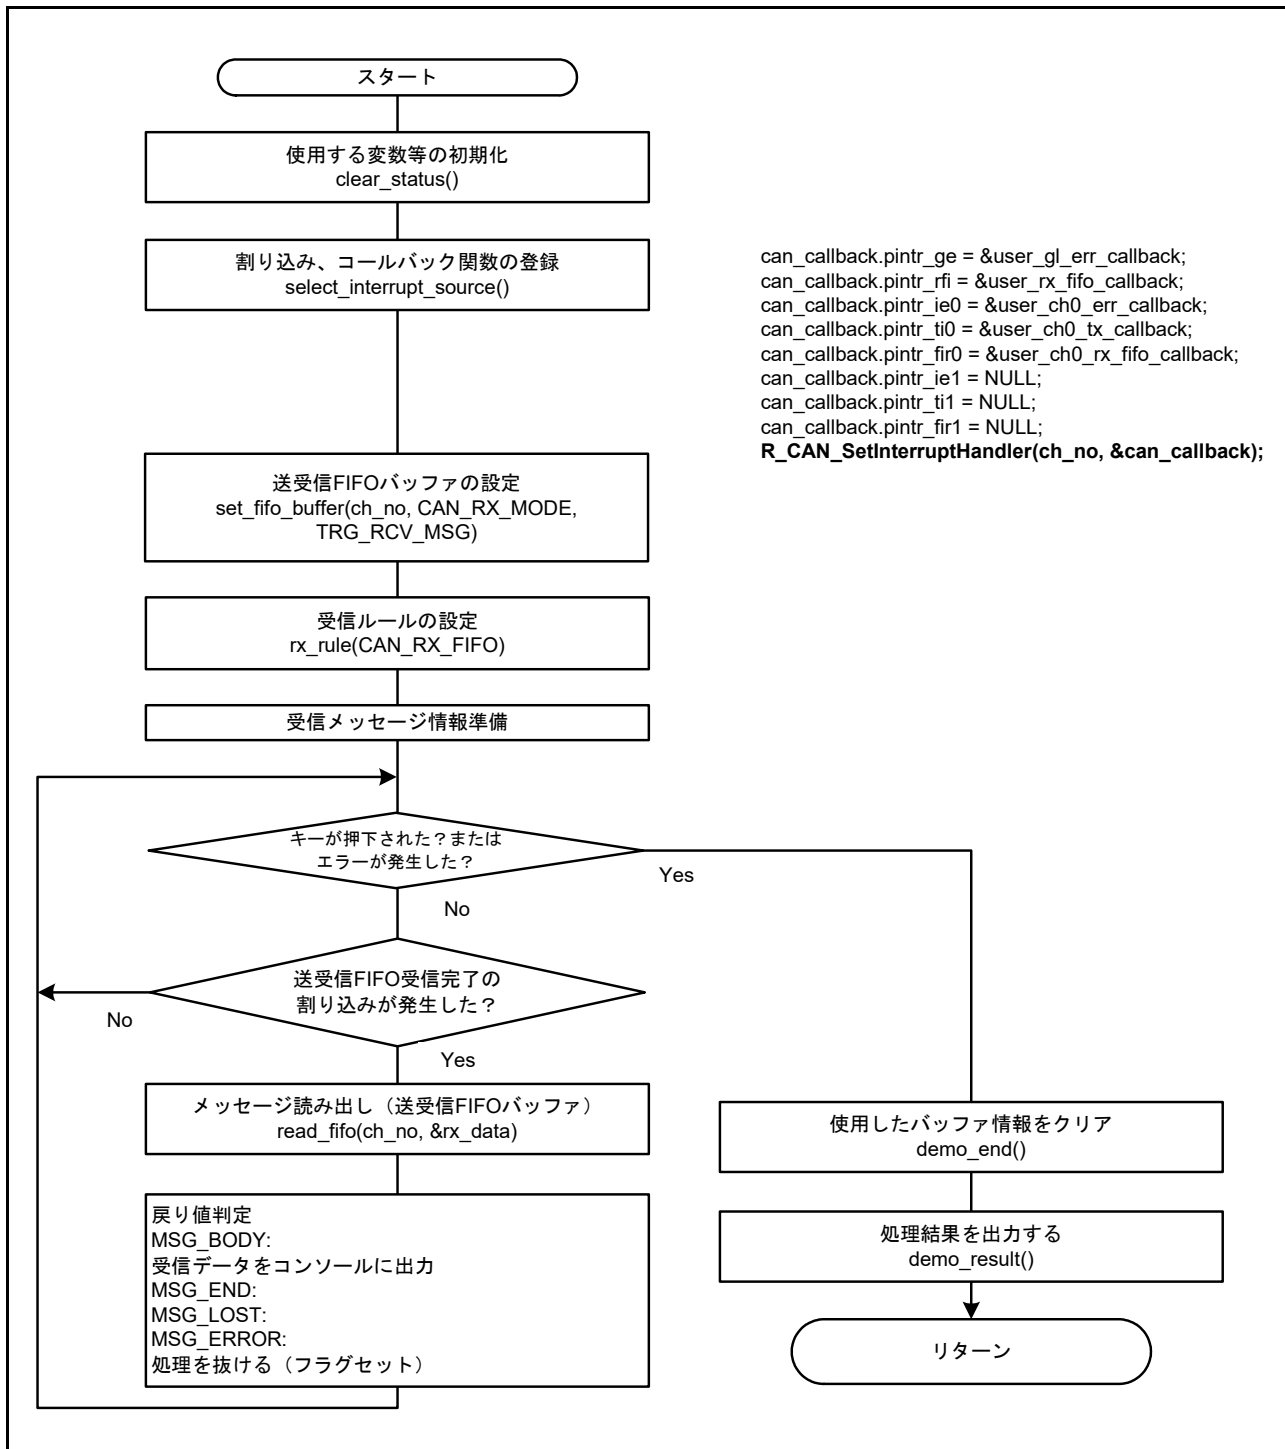 スタート
使用する変数等の初期化
clear_status()
割り込み、コールバック関数の登録
select_interrupt_source()
can_callback.pintr_ge = &user_gl_err_callback;
can_callback.pintr_rfi = &user_rx_fifo_callback;
can_callback.pintr_ie0 = &user_ch0_err_callback;
can_callback.pintr_ti0 = &user_ch0_tx_callback;
can_callback.pintr_fir0 = &user_ch0_rx_fifo_callback;
can_callback.pintr_ie1 = NULL;
can_callback.pintr_ti1 = NULL;
can_callback.pintr_fir1 = NULL;
R_CAN_SetInterruptHandler(ch_no, &can_callback);
送受信FIFOバッファの設定
set_fifo_buffer(ch_no, CAN_RX_MODE,
TRG_RCV_MSG)
受信ルールの設定
rx_rule(CAN_RX_FIFO)
受信メッセージ情報準備
キーが押下された？または
エラーが発生した？
Yes
No
送受信FIFO受信完了の
割り込みが発生した？
No
Yes
メッセージ読み出し（送受信FIFOバッファ）
read_fifo(ch_no, &rx_data)
戻り値判定
MSG_BODY:
受信データをコンソールに出力
MSG_END:
MSG_LOST:
MSG_ERROR:
処理を抜ける（フラグセット）
使用したバッファ情報をクリア
demo_end()
処理結果を出力する
demo_result()
リターン